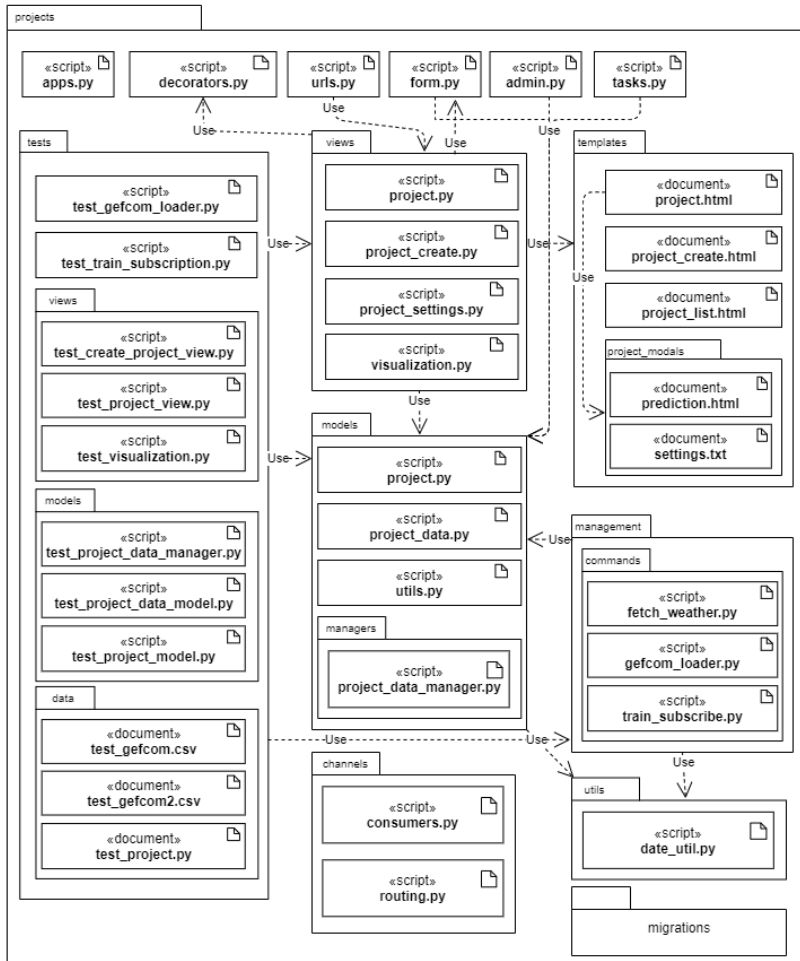 projects
«script»
apps.py
«script»
decorators.py
«script»
urls.py
«script»
form.py
«script»
admin.py
«script»
tasks.py
Use
Use
Use
Use
tests
«script»
test_gefcom_loader.py
«script»
test_train_subscription.py
views
«script»
test_create_project_view.py
«script»
test_project_view.py
«script»
test_visualization.py
models
«script»
test_project_data_manager.py
«script»
test_project_data_model.py
«script»
test_project_model.py
data
«document»
test_gefcom.csv
«document»
test_gefcom2.csv
«document»
test_project.py
Use
Use
Use
views
«script»
project.py
«script»
project_create.py
«script»
project_settings.py
«script»
visualization.py
Use
Use
models
«script»
project.py
«script»
project_data.py
«script»
utils.py
managers
«script»
project_data_manager.py
Use
channels
«script»
consumers.py
«script»
routing.py
templates
«document»
project.html
«document»
project_create.html
«document»
project_list.html
Use
project_modals
«document»
prediction.html
«document»
settings.txt
management
Use
commands
«script»
fetch_weather.py
«script»
gefcom_loader.py
«script»
train_subscribe.py
Use
utils
«script»
date_util.py
migrations